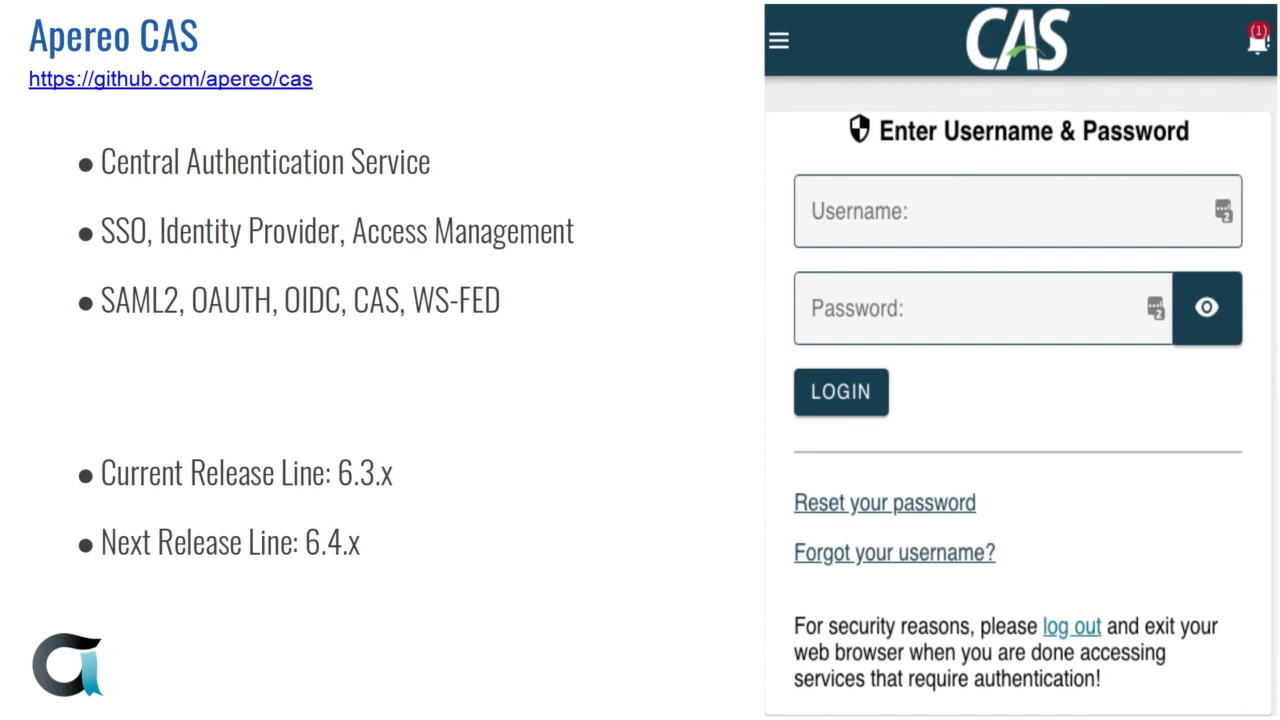 Apereo CAS
https://github.com/apereo/cas
● Central Authentication Service
● SSO, Identity Provider, Access Management
● SAML2, OAUTH, OIDC, CAS, WS-FED
● Current Release Line: 6.3.x
● Next Release Line: 6.4.x
CAS
(1)
Enter Username & Password
Username:
2
Password:
2
LOGIN
Reset your password
Forgot your username?
For security reasons, please log out and exit your
web browser when you are done accessing
services that require authentication!